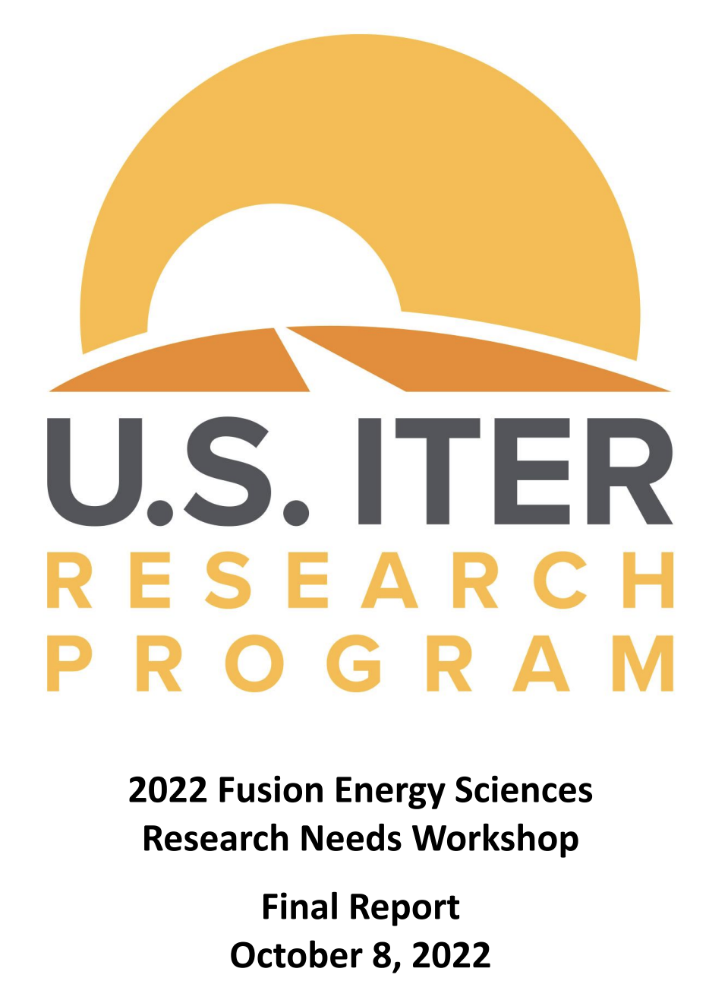 U.S. ITER
RESEARCH
PROGRAM
2022 Fusion Energy Sciences
Research Needs Workshop
Final Report
October 8, 2022